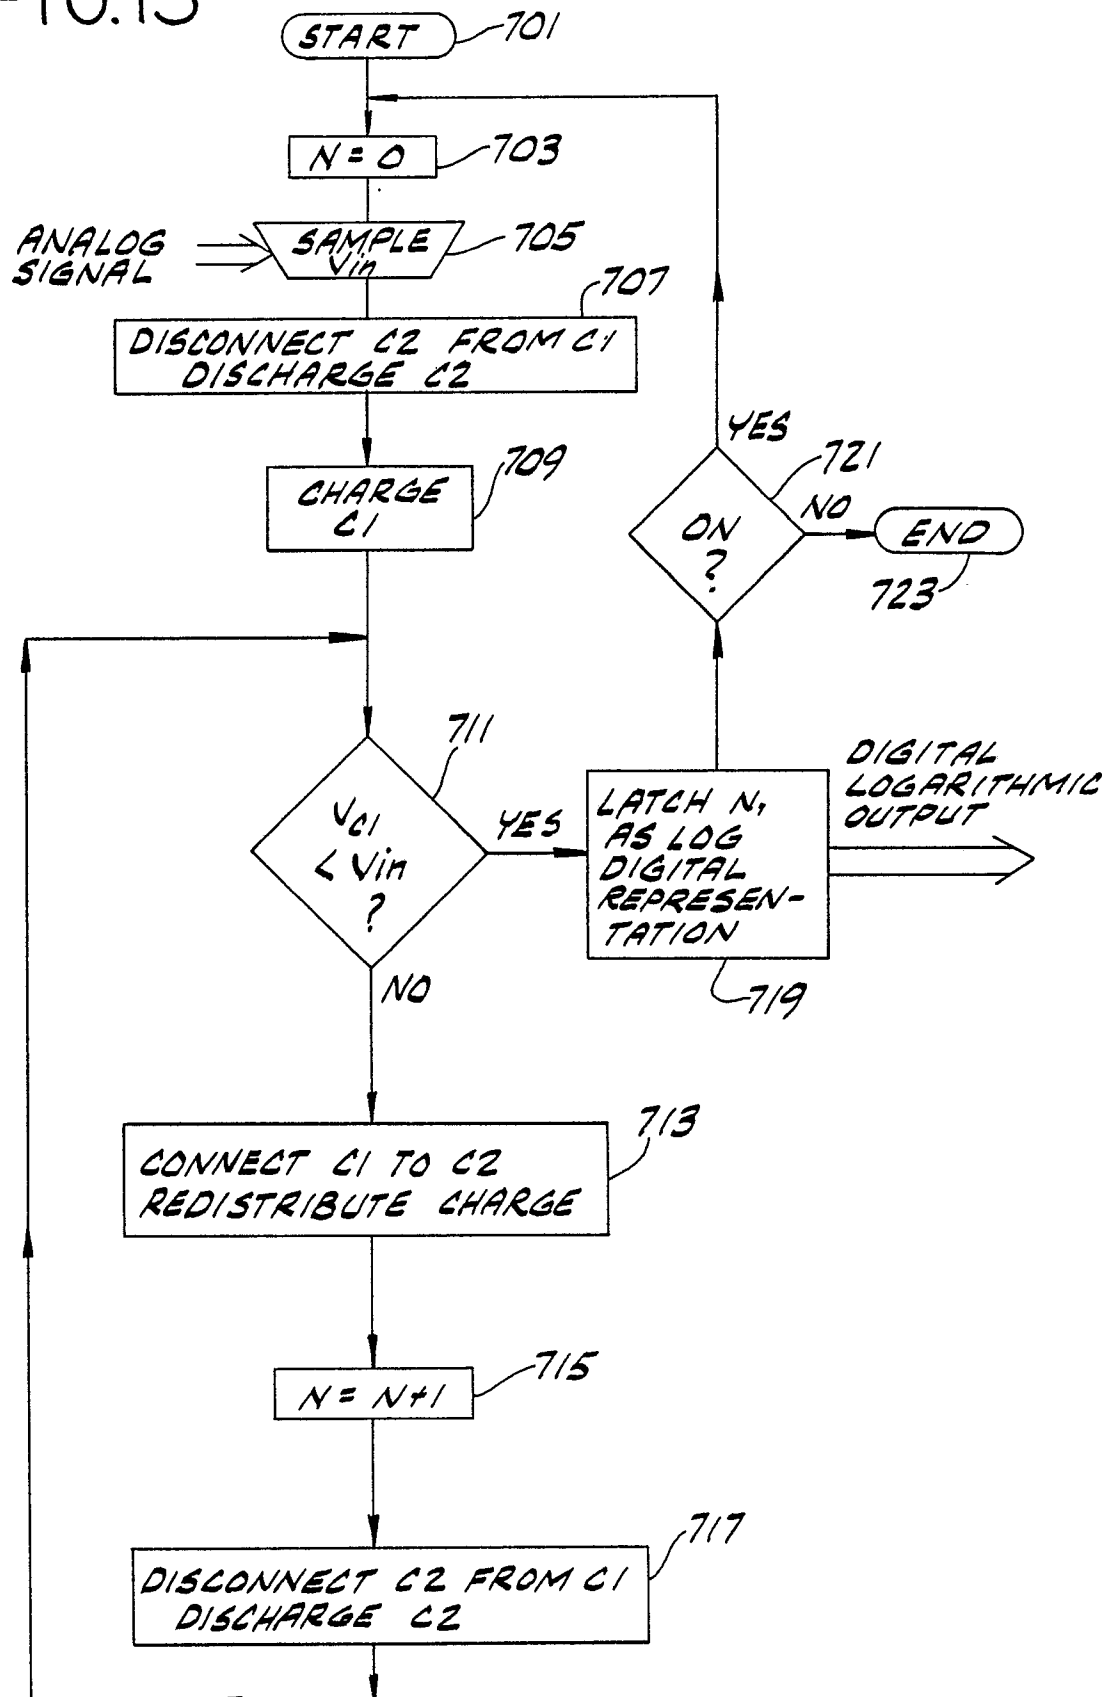 10.13
START
701
N = 0
703
ANALOG
SIGNAL
SAMPLE
Vin
705
707
DISCONNECT C2 FROM C1
DISCHARGE C2
CHARGE
C1
709
YES
721
ON
?
NO
END
723
711
VC1
< Vin
?
YES
LATCH N,
AS LOG
DIGITAL
REPRESEN-
TATION
719
DIGITAL
LOGARITHMIC
OUTPUT
NO
713
CONNECT C1 TO C2
REDISTRIBUTE CHARGE
N = N+1
715
717
DISCONNECT C2 FROM C1
DISCHARGE C2